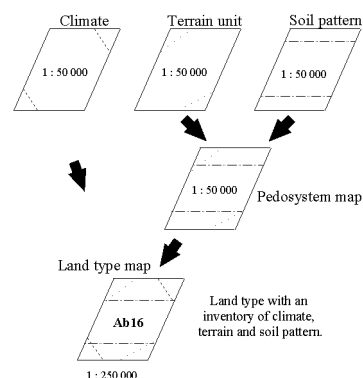 Climate
Terrain unit
Soil pattern
1 : 50 000
1 : 50 000
1 : 50 000
1 : 50 000
Pedosystem map
Land type map
Ab16
Land type with an
inventory of climate,
terrain and soil pattern.
1 : 250 000